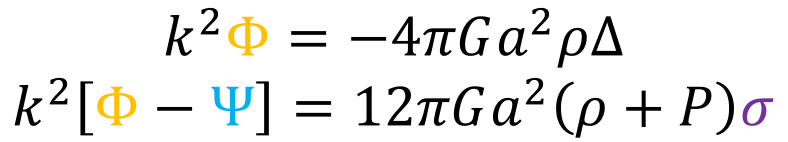 k²Φ = −4πGa²ρΔ
k²[Φ − Ψ] = 12πGa²(ρ + P)σ